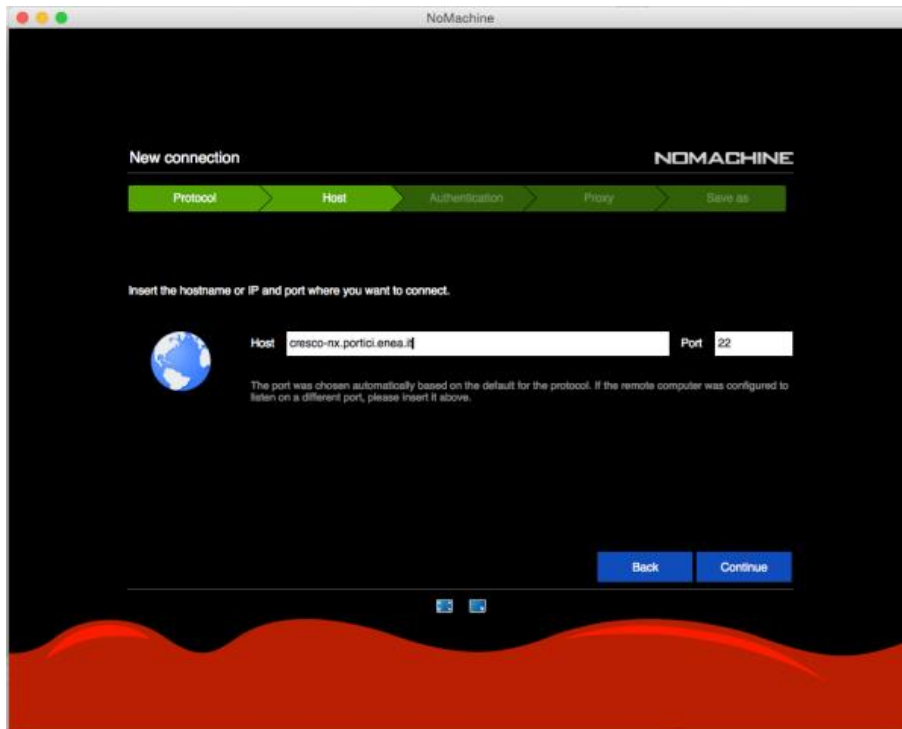 NoMachine
New connection
NOMACHINE
Protocol
Host
Authentication
Proxy
Save as
Insert the hostname or IP and port where you want to connect.
Host
cresco-nx.portici.enea.it
Port
22
The port was chosen automatically based on the default for the protocol. If the remote computer was configured to
listen on a different port, please insert it above.
Back
Continue